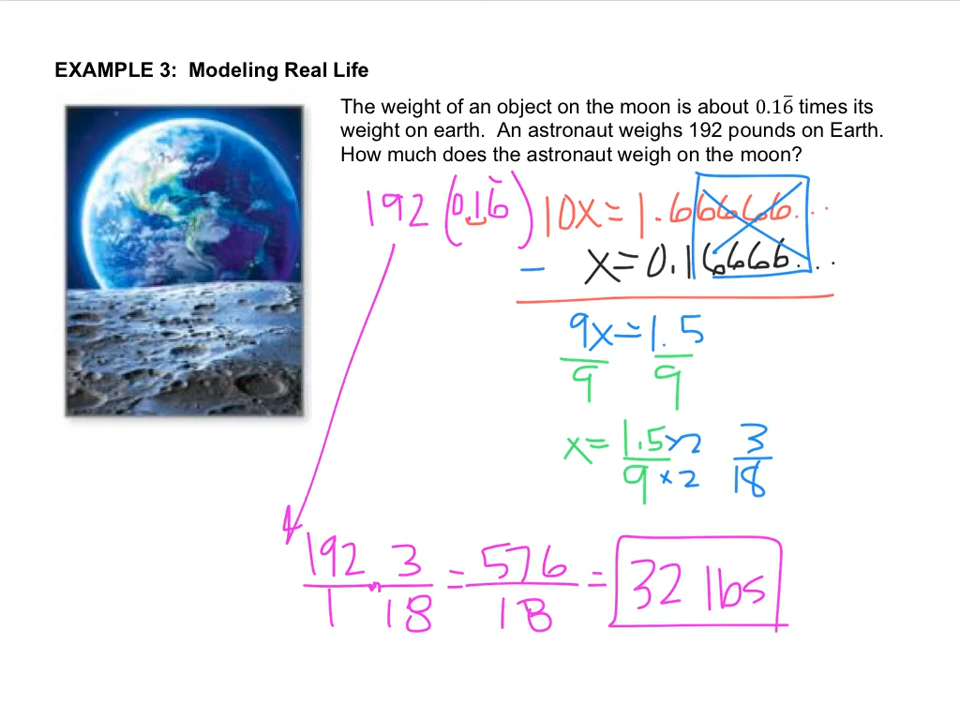 EXAMPLE 3: Modeling Real Life
The weight of an object on the moon is about 0.16̅ times its
weight on earth. An astronaut weighs 192 pounds on Earth.
How much does the astronaut weigh on the moon?
192 (0.16̅)
10x = 1.66666...
- x = 0.16666...
9x = 1.5
9 9
x = 1.5 ×2 3
9 ×2 18
192/1 · 3/18 = 576/18 = 32 lbs